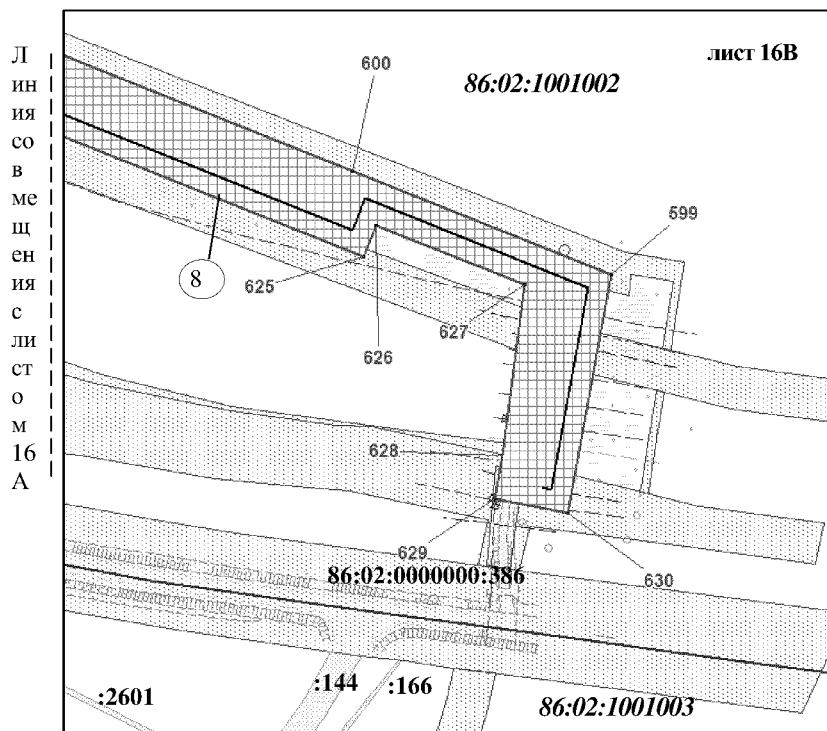 лист 16В
86:02:1001002
600
599
8
625
626
627
628
629
630
86:02:0000000:386
:2601
:144
:166
86:02:1001003
Л
ин
ия
со
в
ме
щ
ен
ия
с
ли
ст
о
м
16
А